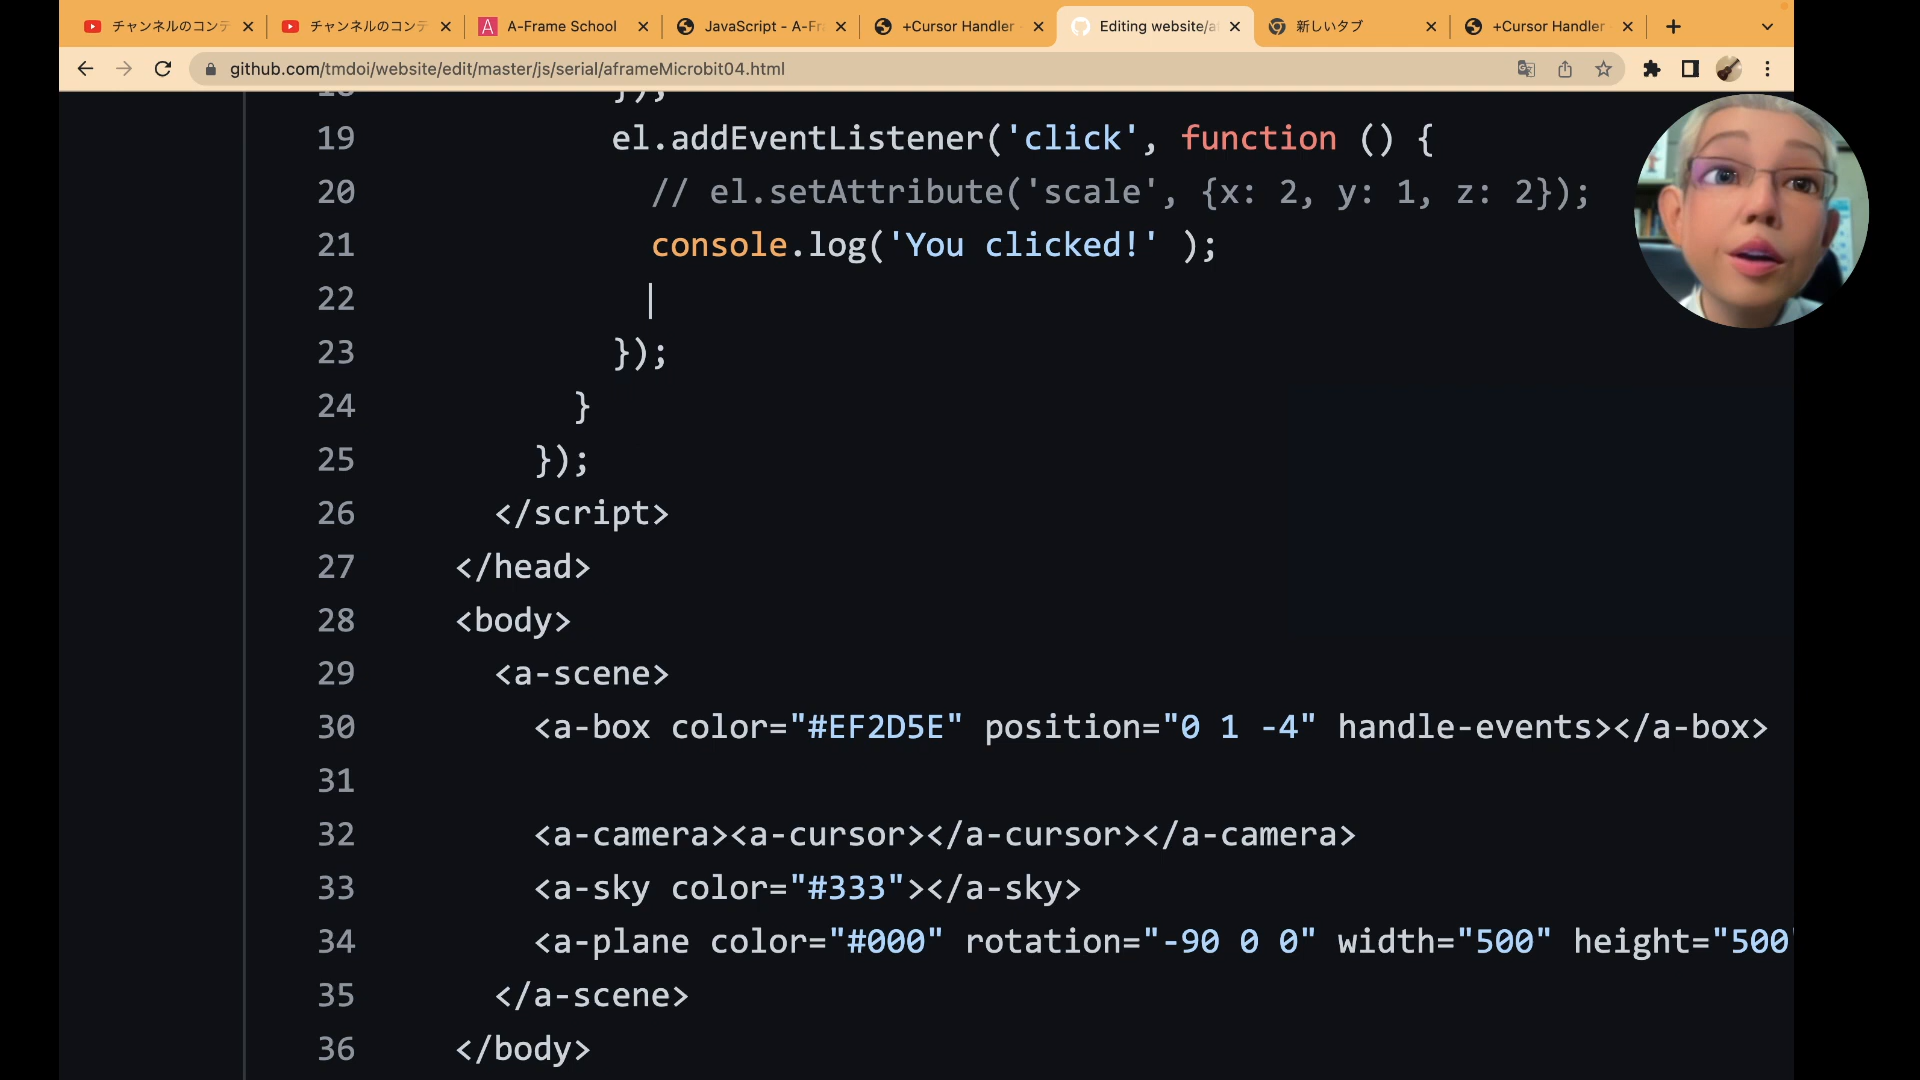 チャンネルのコンテ
チャンネルのコンテ
A A-Frame School
JavaScript - A-Fr
+Cursor Handler
Editing website/a
新しいタブ
+Cursor Handler
github.com/tmdoi/website/edit/master/js/serial/aframeMicrobit04.html
18 });
19 el.addEventListener('click', function () {
20 // el.setAttribute('scale', {x: 2, y: 1, z: 2});
21 console.log('You clicked!' );
22
23 });
24 }
25 });
26 </script>
27 </head>
28 <body>
29 <a-scene>
30 <a-box color="#EF2D5E" position="0 1 -4" handle-events></a-box>
31
32 <a-camera><a-cursor></a-cursor></a-camera>
33 <a-sky color="#333"></a-sky>
34 <a-plane color="#000" rotation="-90 0 0" width="500" height="500"
35 </a-scene>
36 </body>